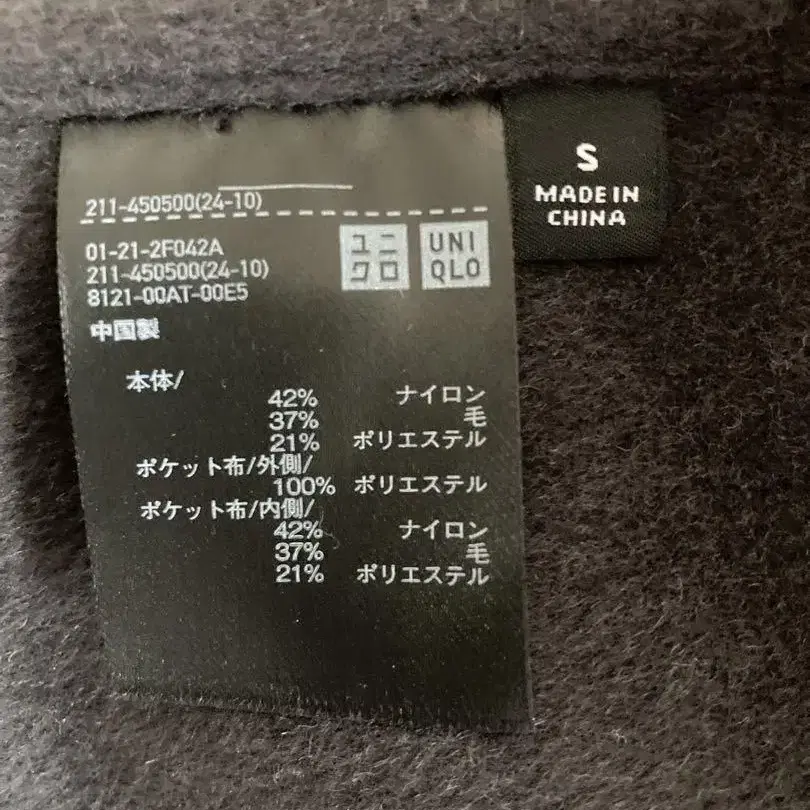 211-450500(24-10)
01-21-2F042A
211-450500(24-10)
8121-00AT-00E5
中国製
ユニ
クロ
UNI
QLO
S
MADE IN
CHINA
本体/
42% ナイロン
37% 毛
21% ポリエステル
ポケット布/外側/
100% ポリエステル
ポケット布/内側/
42% ナイロン
37% 毛
21% ポリエステル